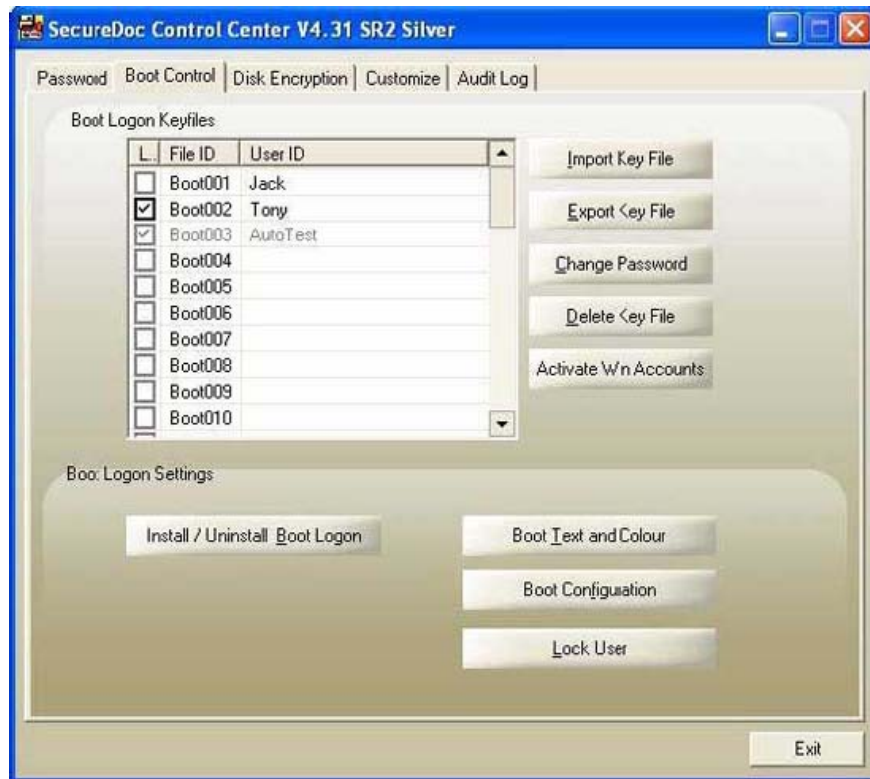 SecureDoc Control Center V4.31 SR2 Silver
Password Boot Control Disk Encryption Customize Audit Log
Boot Logon Keyfiles
L.. File ID User ID
Boot001 Jack
Boot002 Tony
Boot003 AutoTest
Boot004
Boot005
Boot006
Boot007
Boot008
Boot009
Boot010
Import Key File
Export Key File
Change Password
Delete Key File
Activate Win Accounts
Boot Logon Settings
Install / Uninstall Boot Logon
Boot Text and Colour
Boot Configuration
Lock User
Exit